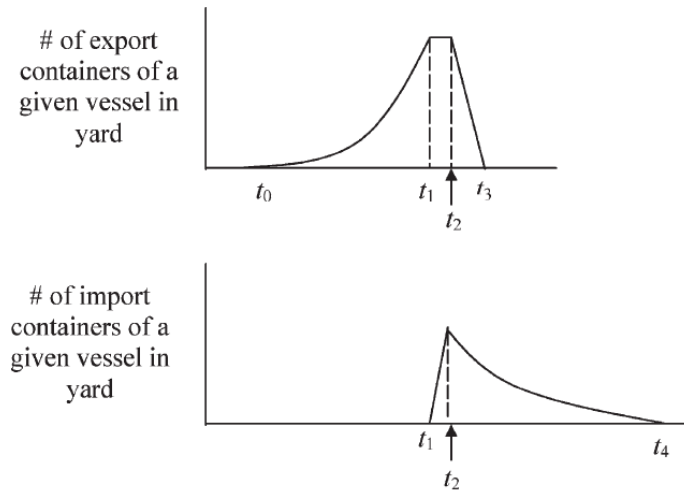 # of export
containers of a
given vessel in
yard
t0
t1
t3
t2
# of import
containers of a
given vessel in
yard
t1
t4
t2